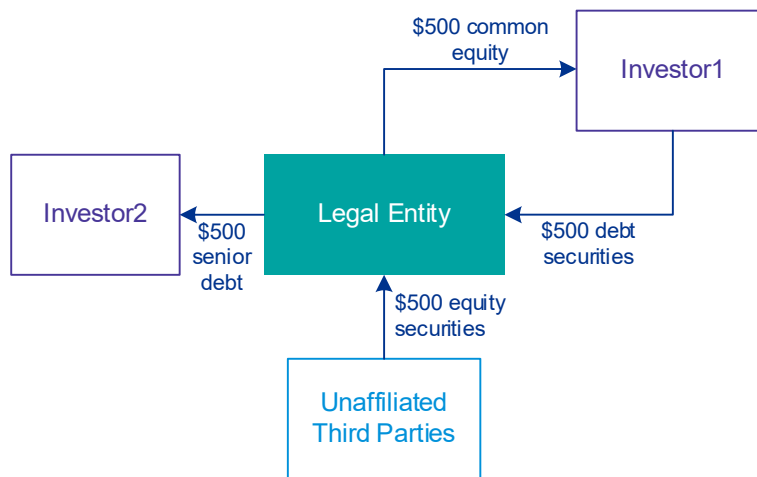 $500 common
equity
Investor1
Investor2
Legal Entity
$500
senior
debt
$500 debt
securities
$500 equity
securities
Unaffiliated
Third Parties